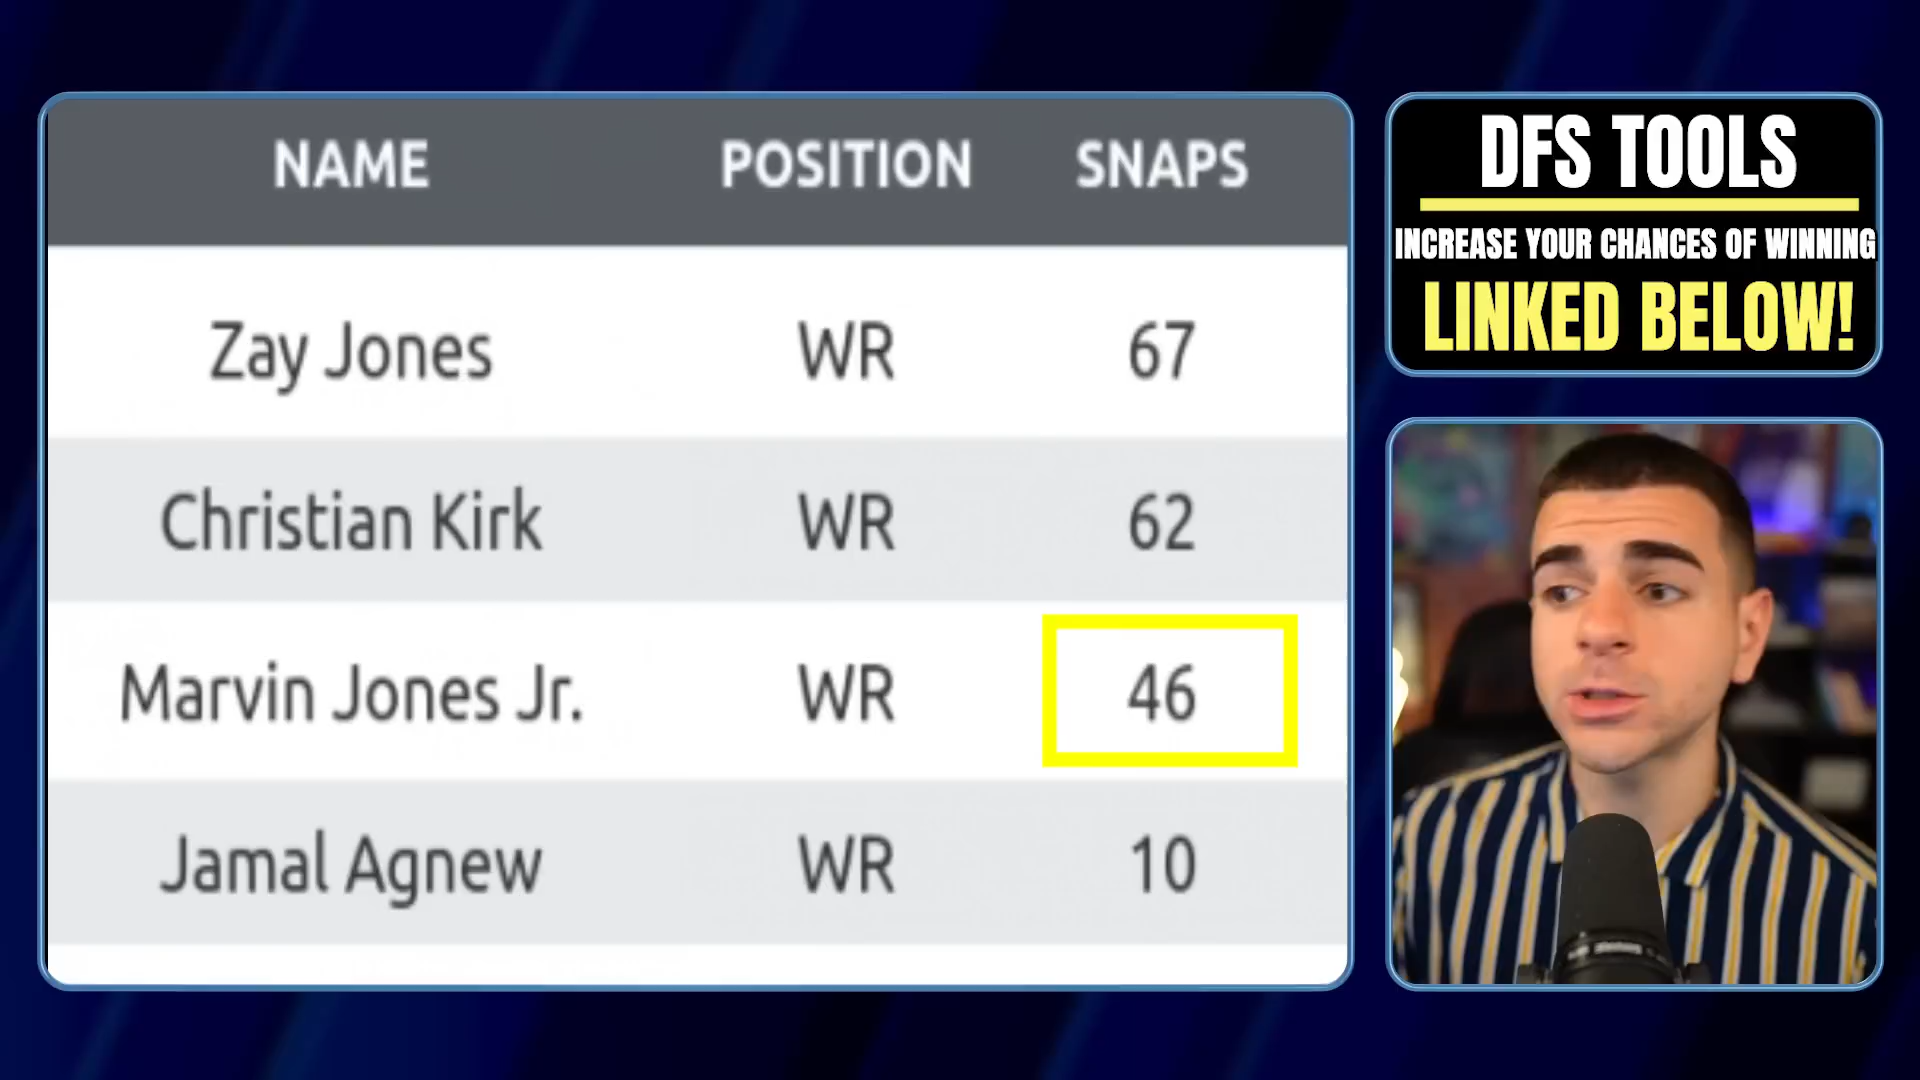 NAME POSITION SNAPS
Zay Jones WR 67
Christian Kirk WR 62
Marvin Jones Jr. WR 46
Jamal Agnew WR 10
DFS TOOLS
INCREASE YOUR CHANCES OF WINNING
LINKED BELOW!